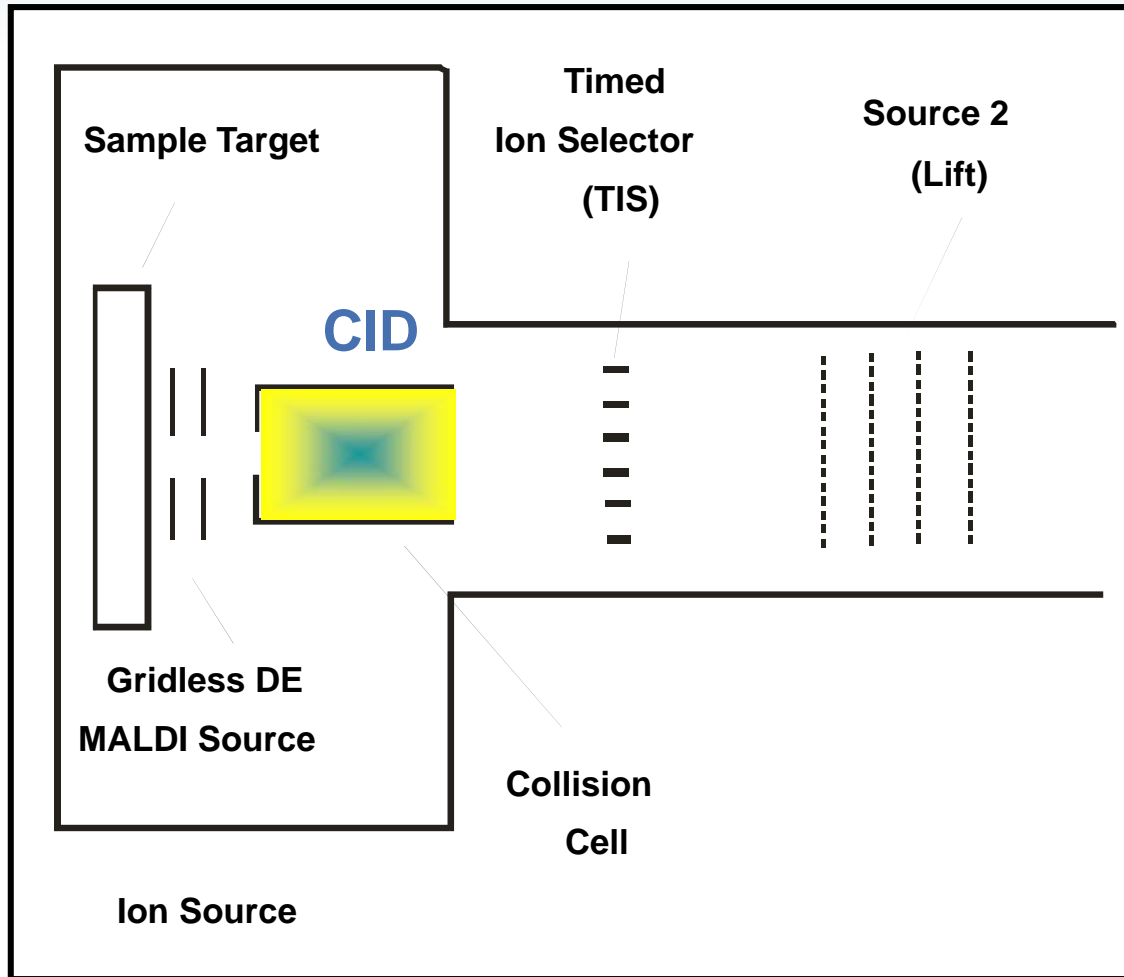 Timed
Ion Selector
(TIS)
Source 2
(Lift)
Sample Target
CID
Gridless DE
MALDI Source
Collision
Cell
Ion Source